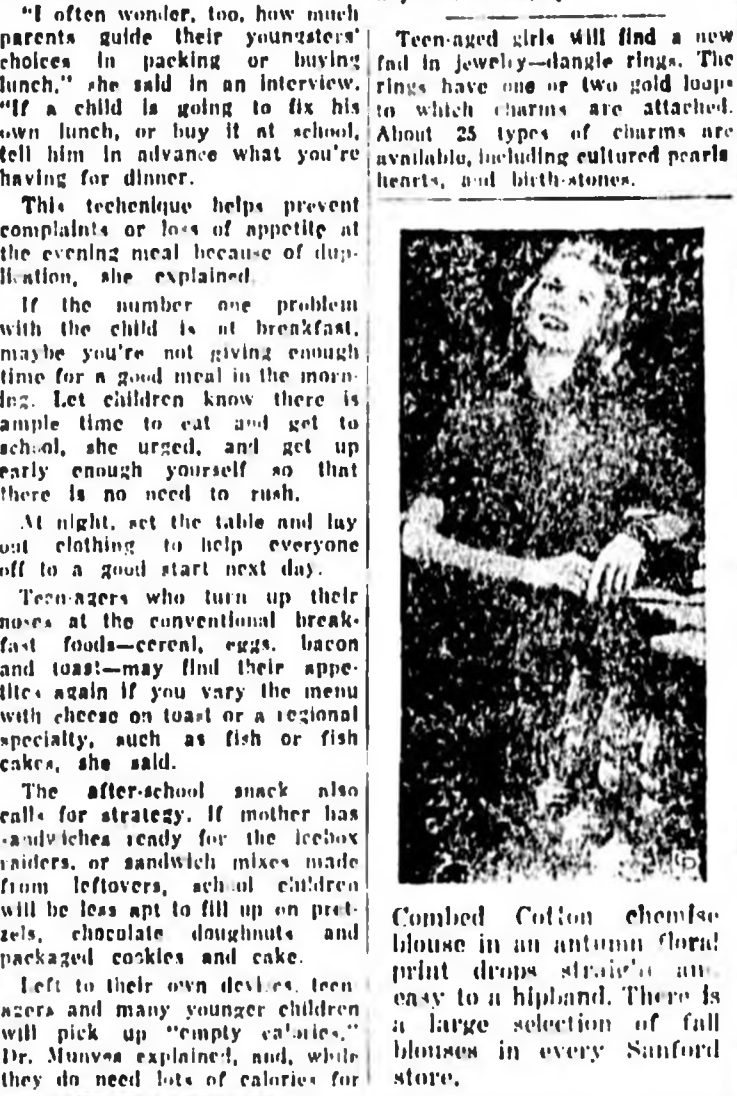 "I often wonder, too, how much
parents guide their youngsters'
choices in packing or buying
lunch," she said in an interview.
"If a child is going to fix his
own lunch, or buy it at school,
tell him in advance what you're
having for dinner.
This techenique helps prevent
complaints or loss of appetite at
the evening meal because of dup-
lication, she explained.
If the number one problem
with the child is at breakfast,
maybe you're not giving enough
time for a good meal in the morn-
ing. Let children know there is
ample time to eat and get to
school, she urged, and get up
early enough yourself so that
there is no need to rush.
At night, set the table and lay
out clothing to help everyone
off to a good start next day.
Teen-agers who turn up their
noses at the conventional break-
fast foods—cereal, eggs, bacon
and toast—may find their appe-
tites again if you vary the menu
with cheese on toast or a regional
specialty, such as fish or fish
cakes, she said.
The after-school snack also
calls for strategy. If mother has
sandwiches ready for the icebox
raiders, or sandwich mixes made
from leftovers, school children
will be less apt to fill up on pret-
zels, chocolate doughnuts and
packaged cookies and cake.
Left to their own devices, teen
agers and many younger children
will pick up "empty calories,"
Dr. Munves explained, and, while
they do need lots of calories for
Teen-aged girls will find a new
fad in jewelry—dangle rings. The
rings have one or two gold loops
to which charms are attached.
About 25 types of charms are
available, including cultured pearls
hearts, and birth-stones.
Combed Cotton chemise
blouse in an autumn floral
print drops straight an
easy to a hipband. There is
a large selection of fall
blouses in every Sanford
store.